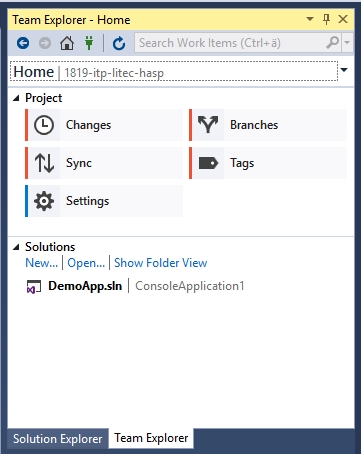 Team Explorer - Home
Search Work Items (Ctrl+ä)
Home | 1819-itp-litec-hasp
Project
Changes
Branches
Sync
Tags
Settings
Solutions
New... | Open... | Show Folder View
DemoApp.sln | ConsoleApplication1
Solution Explorer
Team Explorer